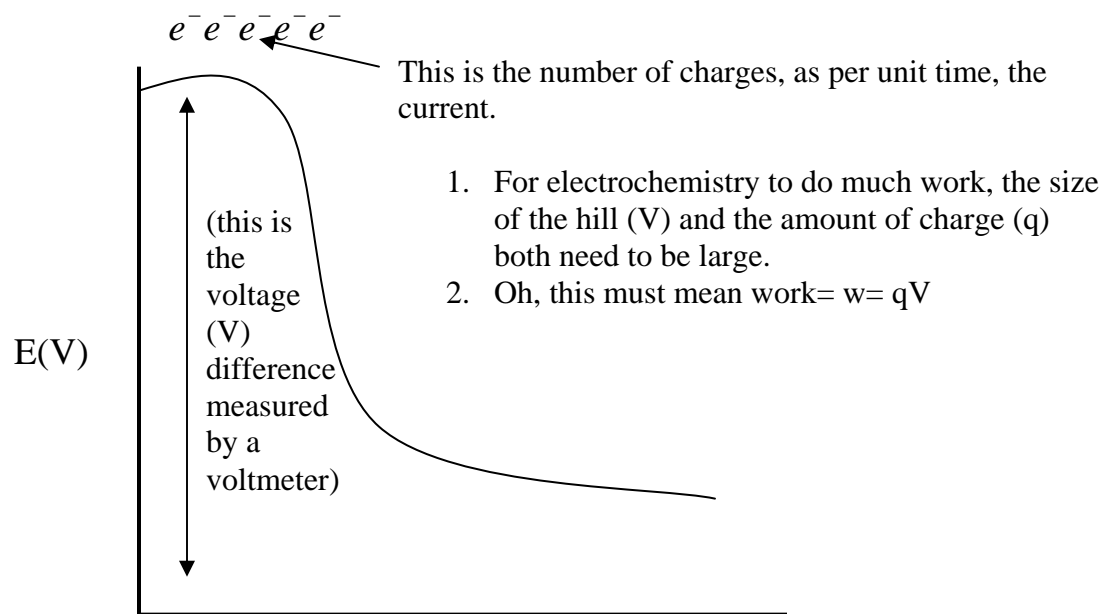 e⁻ e⁻ e⁻ e⁻ e⁻
This is the number of charges, as per unit time, the
current.
1. For electrochemistry to do much work, the size
of the hill (V) and the amount of charge (q)
both need to be large.
2. Oh, this must mean work= w= qV
(this is
the
voltage
(V)
difference
measured
by a
voltmeter)
E(V)